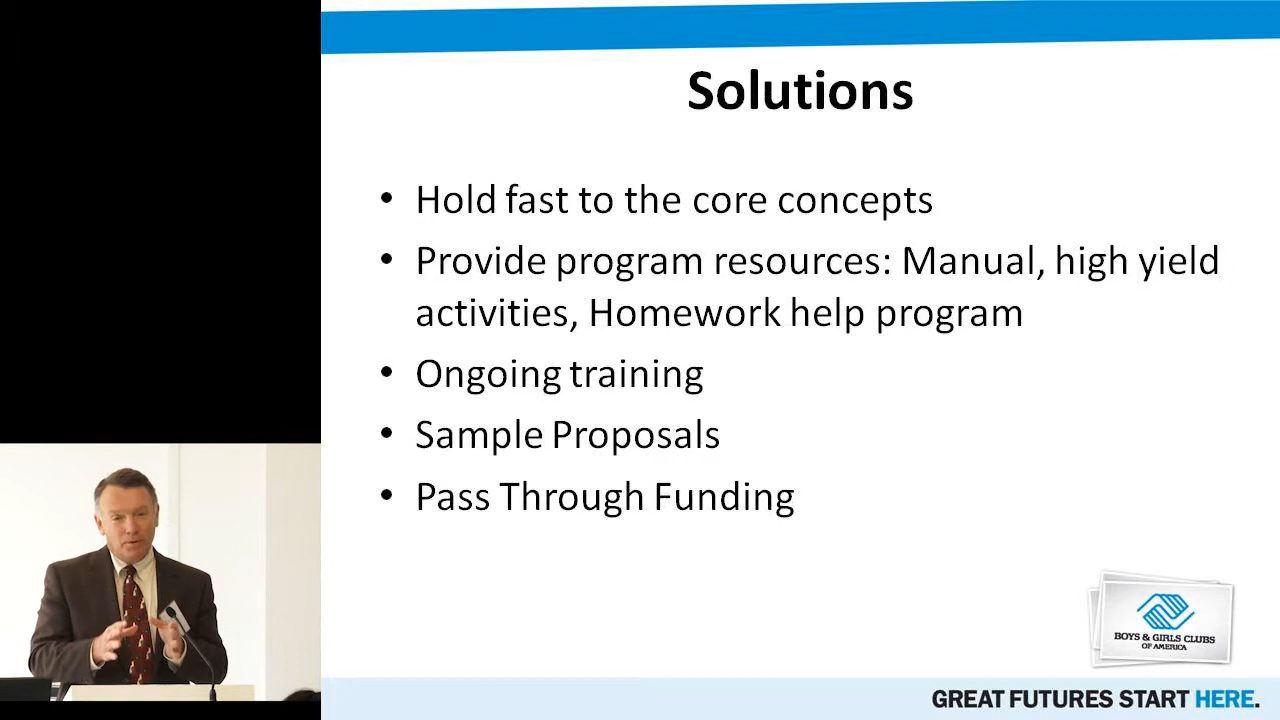 Solutions
• Hold fast to the core concepts
• Provide program resources: Manual, high yield
activities, Homework help program
• Ongoing training
• Sample Proposals
• Pass Through Funding
BOYS & GIRLS CLUBS
OF AMERICA
GREAT FUTURES START HERE.